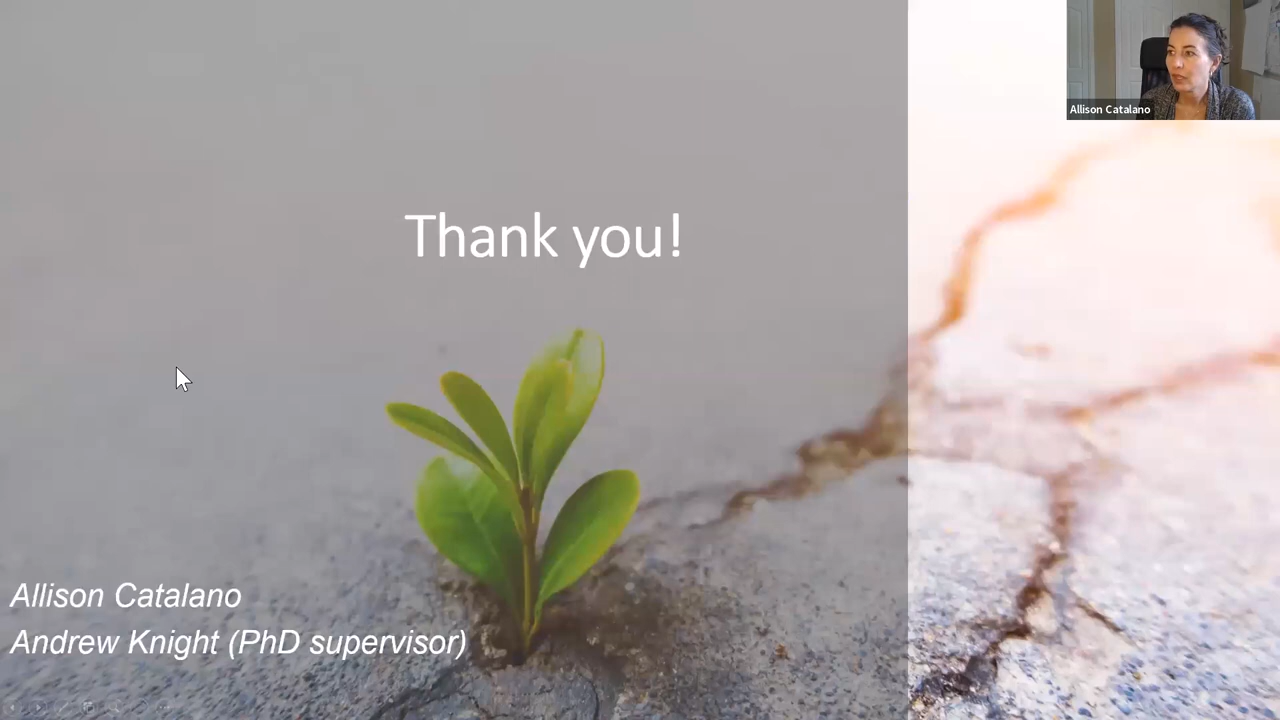 Allison Catalano
Thank you!
Allison Catalano
Andrew Knight (PhD supervisor)